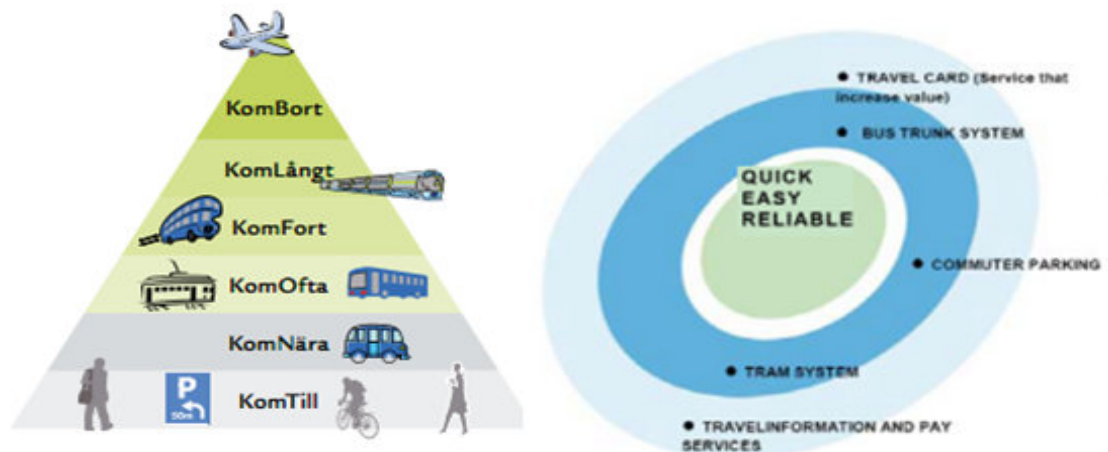 KomBort
KomLångt
KomFort
KomOfta
KomNära
P
50m
KomTill
TRAVEL CARD (Service that
increase value)
BUS TRUNK SYSTEM
QUICK
EASY
RELIABLE
COMMUTER PARKING
TRAM SYSTEM
TRAVELINFORMATION AND PAY
SERVICES